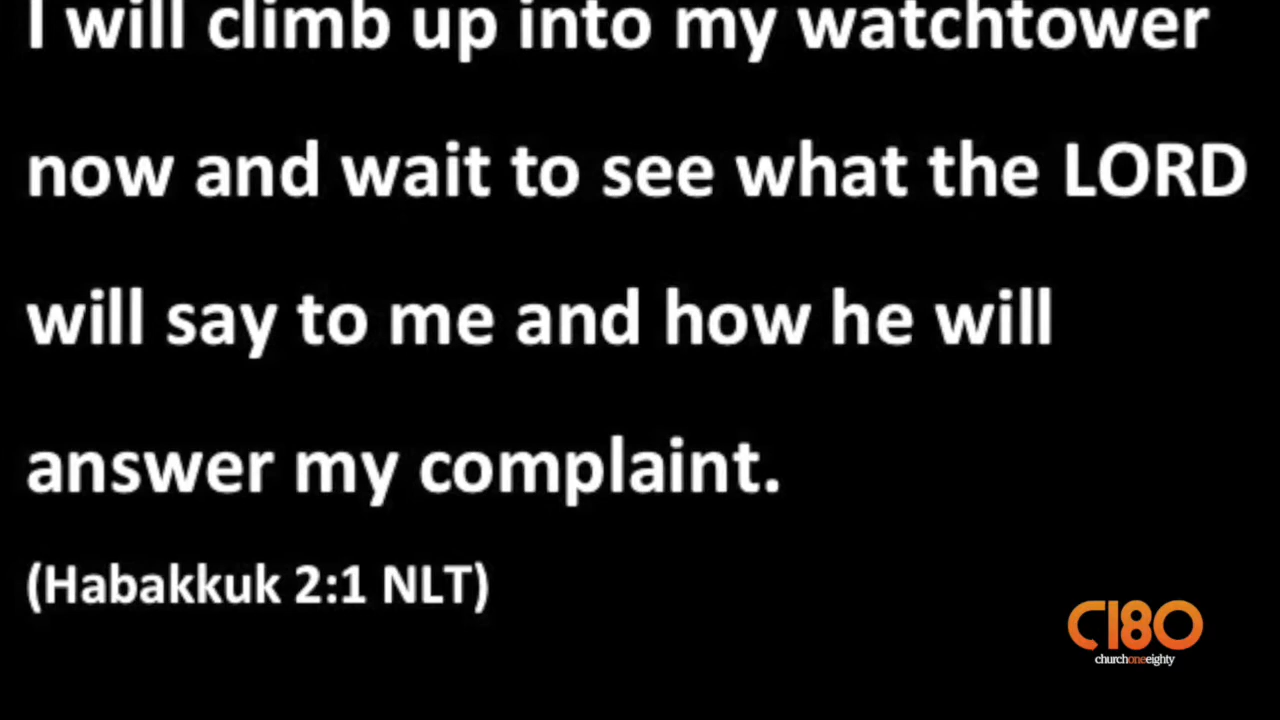 I will climb up into my watchtower
now and wait to see what the LORD
will say to me and how he will
answer my complaint.
(Habakkuk 2:1 NLT)
C180
churchoneeighty